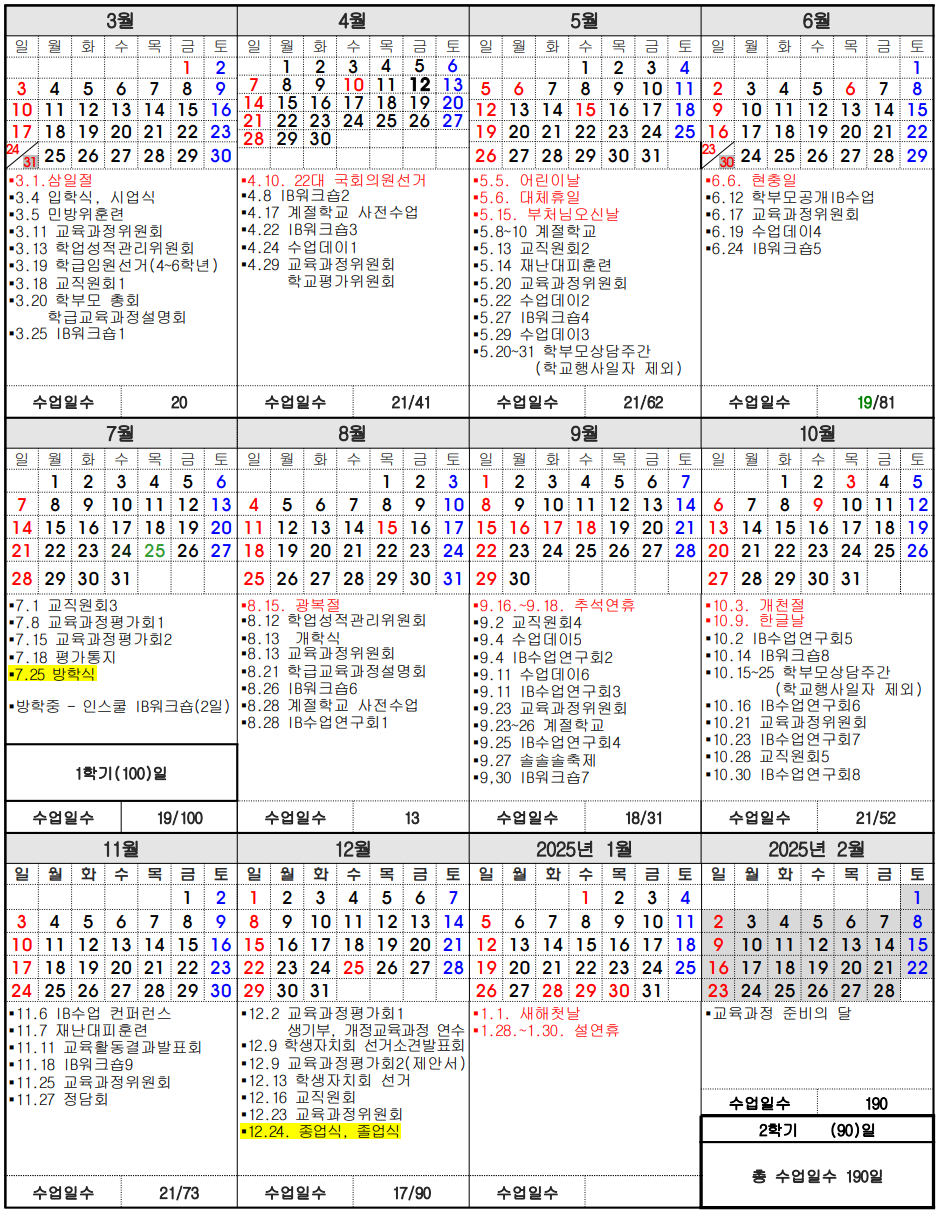 3월
일 월 화 수 목 금 토
1 2
3 4 5 6 7 8 9
10 11 12 13 14 15 16
17 18 19 20 21 22 23
24/31 25 26 27 28 29 30
▪3.1.삼일절
▪3.4 입학식, 시업식
▪3.5 민방위훈련
▪3.11 교육과정위원회
▪3.13 학업성적관리위원회
▪3.19 학급임원선거(4~6학년)
▪3.18 교직원회1
▪3.20 학부모 총회
학급교육과정설명회
▪3.25 IB워크숍1
수업일수 20
4월
일 월 화 수 목 금 토
1 2 3 4 5 6
7 8 9 10 11 12 13
14 15 16 17 18 19 20
21 22 23 24 25 26 27
28 29 30
▪4.10. 22대 국회의원선거
▪4.8 IB워크숍2
▪4.17 계절학교 사전수업
▪4.22 IB워크숍3
▪4.24 수업데이1
▪4.29 교육과정위원회
학교평가위원회
수업일수 21/41
5월
일 월 화 수 목 금 토
1 2 3 4
5 6 7 8 9 10 11
12 13 14 15 16 17 18
19 20 21 22 23 24 25
26 27 28 29 30 31
▪5.5. 어린이날
▪5.6. 대체휴일
▪5.15. 부처님오신날
▪5.8~10 계절학교
▪5.13 교직원회2
▪5.14 재난대피훈련
▪5.20 교육과정위원회
▪5.22 수업데이2
▪5.27 IB워크숍4
▪5.29 수업데이3
▪5.20~31 학부모상담주간
(학교행사일자 제외)
수업일수 21/62
6월
일 월 화 수 목 금 토
1
2 3 4 5 6 7 8
9 10 11 12 13 14 15
16 17 18 19 20 21 22
23/30 24 25 26 27 28 29
▪6.6. 현충일
▪6.12 학부모공개IB수업
▪6.17 교육과정위원회
▪6.19 수업데이4
▪6.24 IB워크숍5
수업일수 19/81
7월
일 월 화 수 목 금 토
1 2 3 4 5 6
7 8 9 10 11 12 13
14 15 16 17 18 19 20
21 22 23 24 25 26 27
28 29 30 31
▪7.1 교직원회3
▪7.8 교육과정평가회1
▪7.15 교육과정평가회2
▪7.18 평가통지
▪7.25 방학식
▪방학중 - 인스쿨 IB워크숍(2일)
1학기(100)일
수업일수 19/100
8월
일 월 화 수 목 금 토
1 2 3
4 5 6 7 8 9 10
11 12 13 14 15 16 17
18 19 20 21 22 23 24
25 26 27 28 29 30 31
▪8.15. 광복절
▪8.12 학업성적관리위원회
▪8.13 개학식
▪8.13 교육과정위원회
▪8.21 학급교육과정설명회
▪8.26 IB워크숍6
▪8.28 계절학교 사전수업
▪8.28 IB수업연구회1
수업일수 13
9월
일 월 화 수 목 금 토
1 2 3 4 5 6 7
8 9 10 11 12 13 14
15 16 17 18 19 20 21
22 23 24 25 26 27 28
29 30
▪9.16.~9.18. 추석연휴
▪9.2 교직원회4
▪9.4 수업데이5
▪9.4 IB수업연구회2
▪9.11 수업데이6
▪9.11 IB수업연구회3
▪9.23 교육과정위원회
▪9.23~26 계절학교
▪9.25 IB수업연구회4
▪9.27 솔솔솔축제
▪9,30 IB워크숍7
수업일수 18/31
10월
일 월 화 수 목 금 토
1 2 3 4 5
6 7 8 9 10 11 12
13 14 15 16 17 18 19
20 21 22 23 24 25 26
27 28 29 30 31
▪10.3. 개천절
▪10.9. 한글날
▪10.2 IB수업연구회5
▪10.14 IB워크숍8
▪10.15~25 학부모상담주간
(학교행사일자 제외)
▪10.16 IB수업연구회6
▪10.21 교육과정위원회
▪10.23 IB수업연구회7
▪10.28 교직원회5
▪10.30 IB수업연구회8
수업일수 21/52
11월
일 월 화 수 목 금 토
1 2
3 4 5 6 7 8 9
10 11 12 13 14 15 16
17 18 19 20 21 22 23
24 25 26 27 28 29 30
▪11.6 IB수업 컨퍼런스
▪11.7 재난대피훈련
▪11.11 교육활동결과발표회
▪11.18 IB워크숍9
▪11.25 교육과정위원회
▪11.27 정담회
수업일수 21/73
12월
일 월 화 수 목 금 토
1 2 3 4 5 6 7
8 9 10 11 12 13 14
15 16 17 18 19 20 21
22 23 24 25 26 27 28
29 30 31
▪12.2 교육과정평가회1
생기부, 개정교육과정 연수
▪12.9 학생자치회 선거소견발표회
▪12.9 교육과정평가회2(제안서)
▪12.13 학생자치회 선거
▪12.16 교직원회
▪12.23 교육과정위원회
▪12.24. 종업식, 졸업식
수업일수 17/90
2025년 1월
일 월 화 수 목 금 토
1 2 3 4
5 6 7 8 9 10 11
12 13 14 15 16 17 18
19 20 21 22 23 24 25
26 27 28 29 30 31
▪1.1. 새해첫날
▪1.28.~1.30. 설연휴
수업일수
2025년 2월
일 월 화 수 목 금 토
1
2 3 4 5 6 7 8
9 10 11 12 13 14 15
16 17 18 19 20 21 22
23 24 25 26 27 28
▪교육과정 준비의 달
수업일수 190
2학기 (90)일
총 수업일수 190일